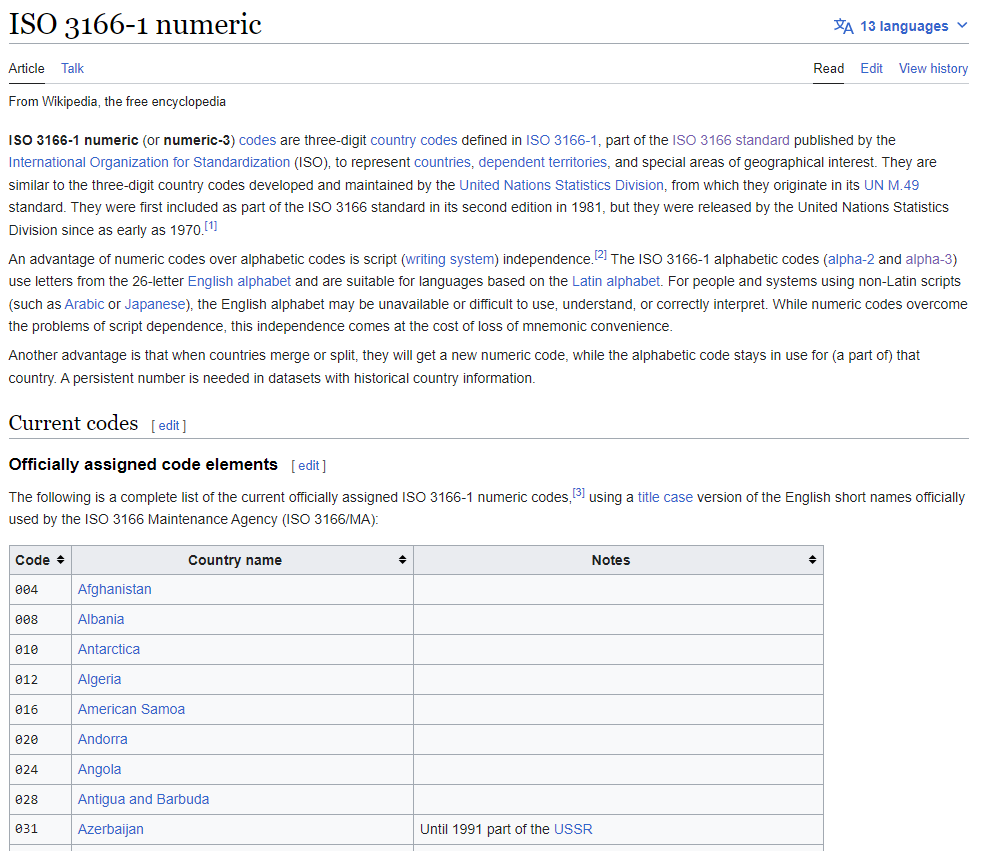 ISO 3166-1 numeric
13 languages
Article Talk
Read Edit View history
From Wikipedia, the free encyclopedia
ISO 3166-1 numeric (or numeric-3) codes are three-digit country codes defined in ISO 3166-1, part of the ISO 3166 standard published by the
International Organization for Standardization (ISO), to represent countries, dependent territories, and special areas of geographical interest. They are
similar to the three-digit country codes developed and maintained by the United Nations Statistics Division, from which they originate in its UN M.49
standard. They were first included as part of the ISO 3166 standard in its second edition in 1981, but they were released by the United Nations Statistics
Division since as early as 1970.[1]
An advantage of numeric codes over alphabetic codes is script (writing system) independence.[2] The ISO 3166-1 alphabetic codes (alpha-2 and alpha-3)
use letters from the 26-letter English alphabet and are suitable for languages based on the Latin alphabet. For people and systems using non-Latin scripts
(such as Arabic or Japanese), the English alphabet may be unavailable or difficult to use, understand, or correctly interpret. While numeric codes overcome
the problems of script dependence, this independence comes at the cost of loss of mnemonic convenience.
Another advantage is that when countries merge or split, they will get a new numeric code, while the alphabetic code stays in use for (a part of) that
country. A persistent number is needed in datasets with historical country information.
Current codes [ edit ]
Officially assigned code elements [ edit ]
The following is a complete list of the current officially assigned ISO 3166-1 numeric codes,[3] using a title case version of the English short names officially
used by the ISO 3166 Maintenance Agency (ISO 3166/MA):
Code Country name Notes
004 Afghanistan
008 Albania
010 Antarctica
012 Algeria
016 American Samoa
020 Andorra
024 Angola
028 Antigua and Barbuda
031 Azerbaijan Until 1991 part of the USSR